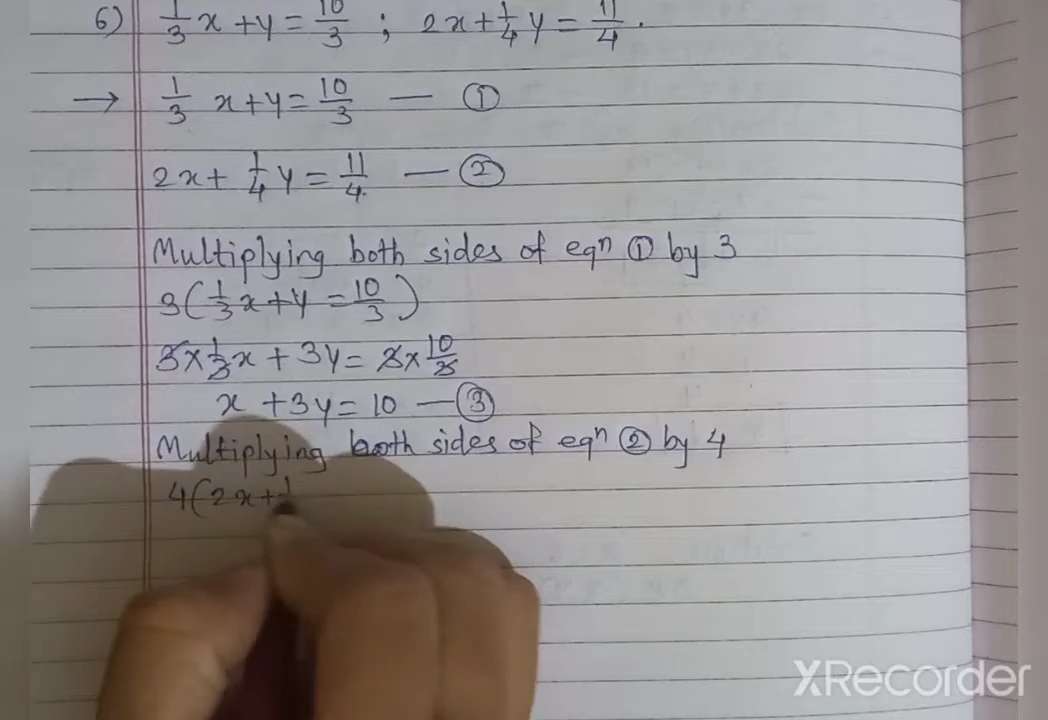 6) 1/3 x + y = 10/3 ; 2x + 1/4 y = 11/4.
→ 1/3 x + y = 10/3 — ①
2x + 1/4 y = 11/4. — ②
Multiplying both sides of eqⁿ ① by 3
3(1/3 x + y = 10/3)
3 × 1/3 x + 3y = 3 × 10/3
x + 3y = 10 — ③
Multiplying both sides of eqⁿ ② by 4
4(2x + 1
XRecorder